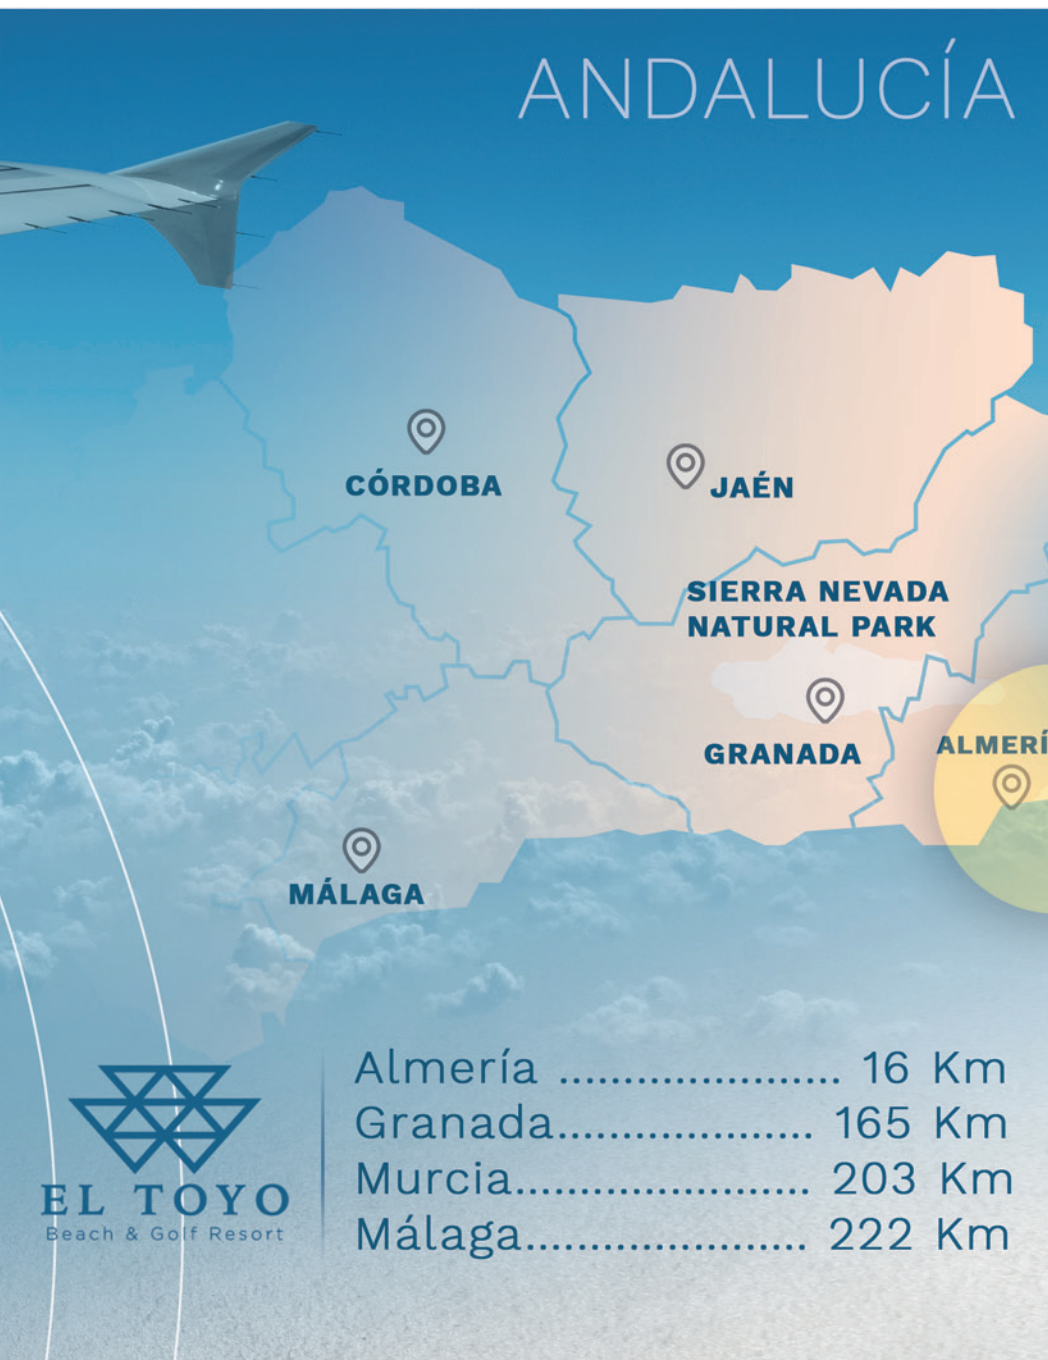 ANDALUCÍA
CÓRDOBA
JAÉN
SIERRA NEVADA
NATURAL PARK
GRANADA
ALMERÍ
MÁLAGA
Almería ...................... 16 Km
Granada.................... 165 Km
Murcia....................... 203 Km
Málaga...................... 222 Km
EL TOYO
Beach & Golf Resort